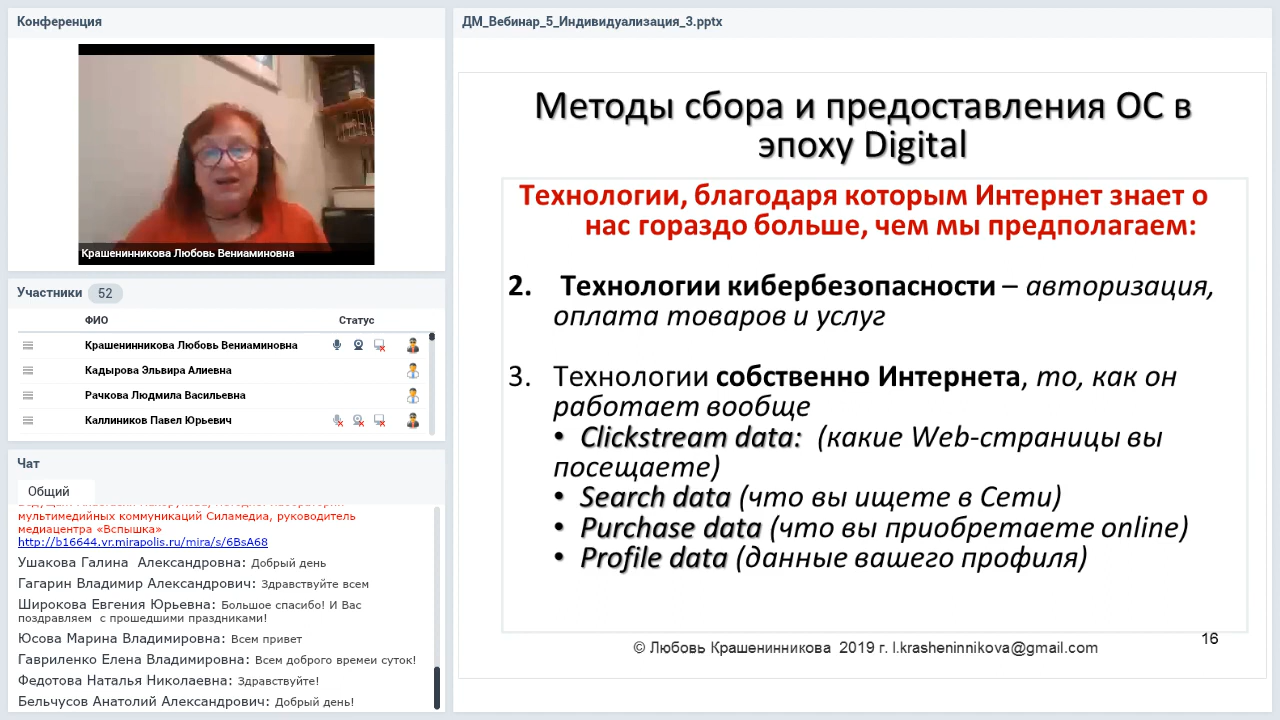 Конференция
Крашенинникова Любовь Вениаминовна
Участники 52
ФИО Статус
Крашенинникова Любовь Вениаминовна
Кадырова Эльвира Алиевна
Рачкова Людмила Васильевна
Каллиников Павел Юрьевич
Чат
Общий
мультимедийных коммуникаций Силамедиа, руководитель
медиацентра «Вспышка»
http://b16644.vr.mirapolis.ru/mira/s/6BsA68
Ушакова Галина Александровна: Добрый день
Гагарин Владимир Александрович: Здравствуйте всем
Широкова Евгения Юрьевна: Большое спасибо! И Вас
поздравляем с прошедшими праздниками!
Юсова Марина Владимировна: Всем привет
Гавриленко Елена Владимировна: Всем доброго времеи суток!
Федотова Наталья Николаевна: Здравствуйте!
Бельчусов Анатолий Александрович: Добрый день!
ДМ_Вебинар_5_Индивидуализация_3.pptx
Методы сбора и предоставления ОС в
эпоху Digital
Технологии, благодаря которым Интернет знает о
нас гораздо больше, чем мы предполагаем:
2. Технологии кибербезопасности – авторизация,
оплата товаров и услуг
3. Технологии собственно Интернета, то, как он
работает вообще
• Clickstream data: (какие Web-страницы вы
посещаете)
• Search data (что вы ищете в Сети)
• Purchase data (что вы приобретаете online)
• Profile data (данные вашего профиля)
© Любовь Крашенинникова 2019 г. l.krasheninnikova@gmail.com
16